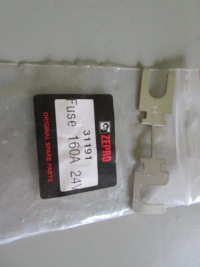 ZEPRO
31191
Fuse 160A/24V
ORIGINAL SPARE PARTS